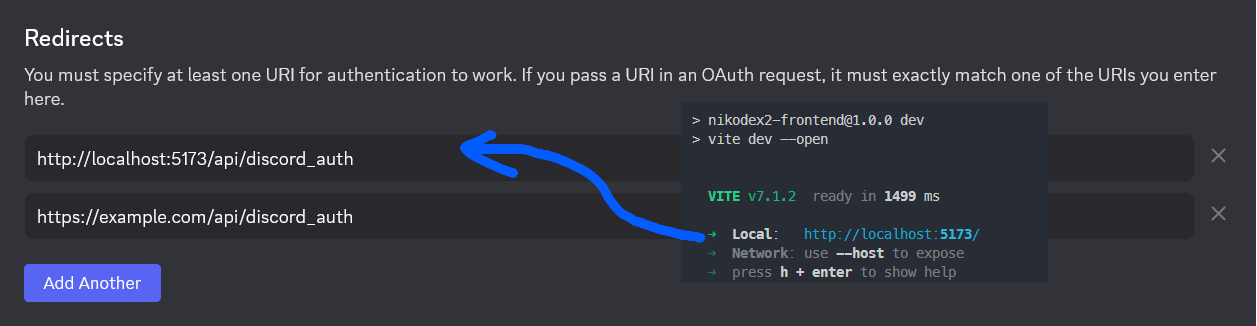 Redirects
You must specify at least one URI for authentication to work. If you pass a URI in an OAuth request, it must exactly match one of the URIs you enter
here.
http://localhost:5173/api/discord_auth
https://example.com/api/discord_auth
Add Another
> nikodex2-frontend@1.0.0 dev
> vite dev --open
VITE v7.1.2 ready in 1499 ms
➜ Local: http://localhost:5173/
➜ Network: use --host to expose
➜ press h + enter to show help